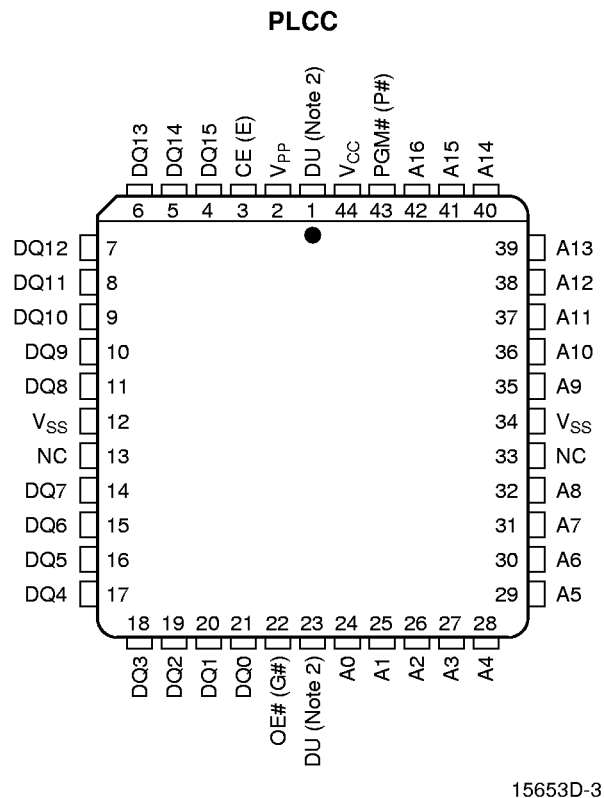 PLCC
DQ13 DQ14 DQ15 CE (E) VPP DU (Note 2) VCC PGM# (P#) A16 A15 A14
6 5 4 3 2 1 44 43 42 41 40
DQ12 7 39 A13
DQ11 8 38 A12
DQ10 9 37 A11
DQ9 10 36 A10
DQ8 11 35 A9
VSS 12 34 VSS
NC 13 33 NC
DQ7 14 32 A8
DQ6 15 31 A7
DQ5 16 30 A6
DQ4 17 29 A5
18 19 20 21 22 23 24 25 26 27 28
DQ3 DQ2 DQ1 DQ0 OE# (G#) DU (Note 2) A0 A1 A2 A3 A4
15653D-3